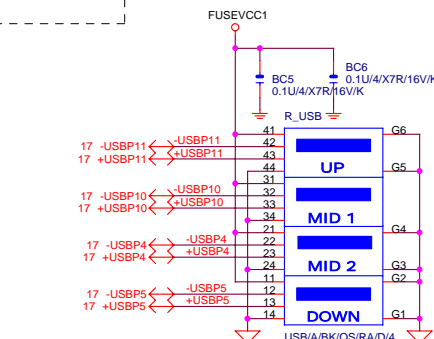 FUSEVCC1
BC5
0.1U/4/X7R/16V/K
BC6
0.1U/4/X7R/16V/K
R_USB
41 G6
17 -USBP11 -USBP11 42
17 +USBP11 +USBP11 43
44 UP G5
31
17 -USBP10 -USBP10 32
17 +USBP10 +USBP10 33
34 MID 1
21 G4
17 -USBP4 -USBP4 22
17 +USBP4 +USBP4 23
24 MID 2 G3
11 G2
17 -USBP5 -USBP5 12
17 +USBP5 +USBP5 13
14 DOWN G1
USB/A/BK/OS/RA/D/4